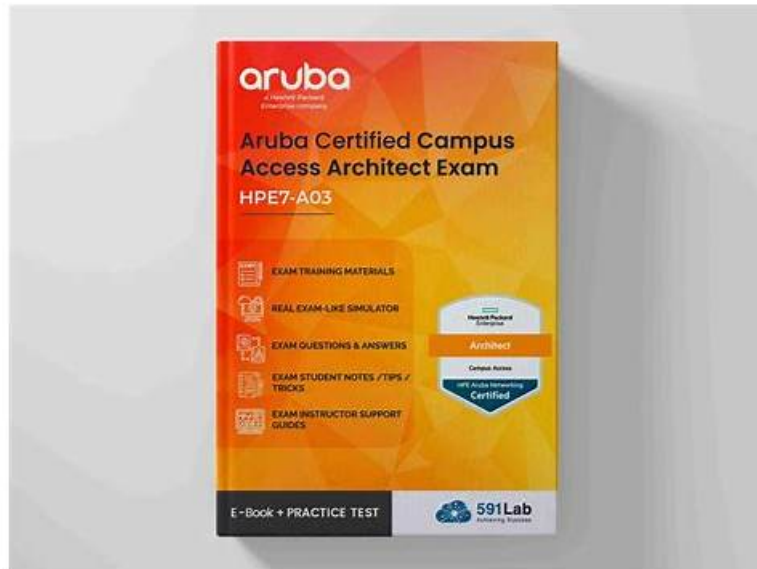 aruba
a Hewlett Packard
Enterprise company
Aruba Certified Campus
Access Architect Exam
HPE7-A03
EXAM TRAINING MATERIALS
REAL EXAM-LIKE SIMULATOR
EXAM QUESTIONS & ANSWERS
EXAM STUDENT NOTES /TIPS /
TRICKS
EXAM INSTRUCTOR SUPPORT
GUIDES
Hewlett Packard
Enterprise
Architect
Campus Access
HPE Aruba Networking
Certified
E-Book + PRACTICE TEST
591Lab
Achieving Success